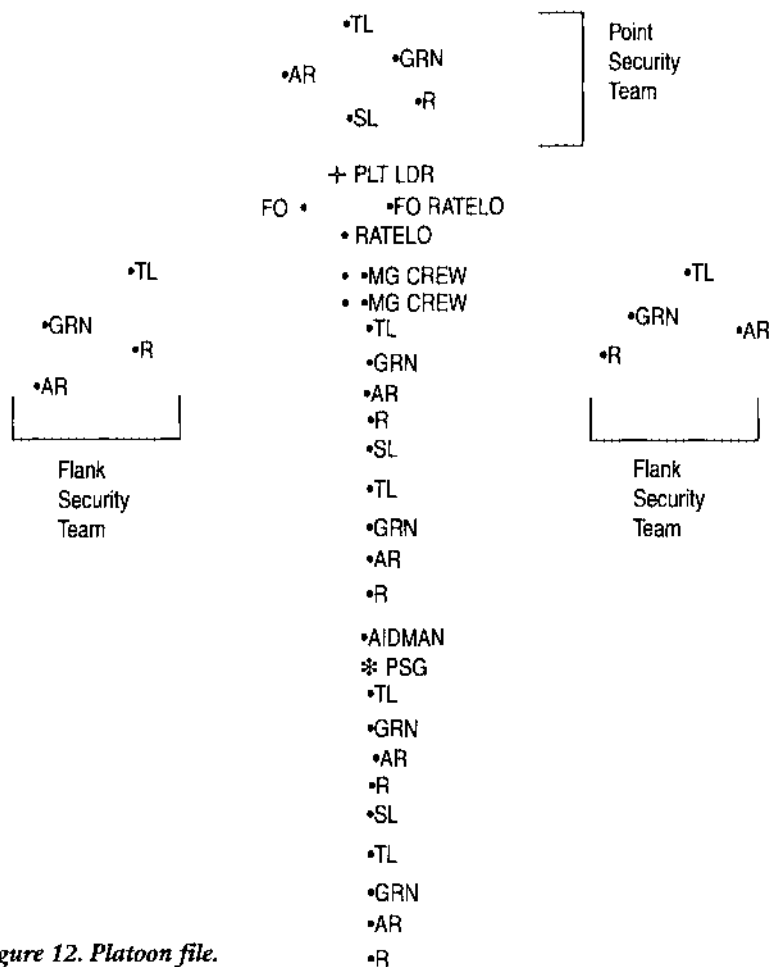 •TL
•GRN
•AR
•R
•SL
Point
Security
Team
+ PLT LDR
FO • •FO RATELO
• RATELO
• •MG CREW
• •MG CREW
•TL
•GRN
•R
•AR
Flank
Security
Team
•TL
•GRN
•AR
•R
Flank
Security
Team
•TL
•GRN
•AR
•R
•SL
•TL
•GRN
•AR
•R
•AIDMAN
✻ PSG
•TL
•GRN
•AR
•R
•SL
•TL
•GRN
•AR
•R
gure 12. Platoon file.